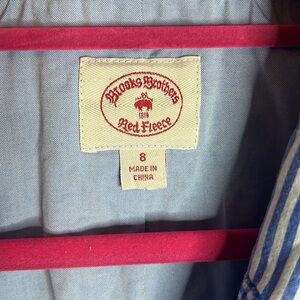 Brooks Brothers
1818
Red Fleece
8
MADE IN
CHINA